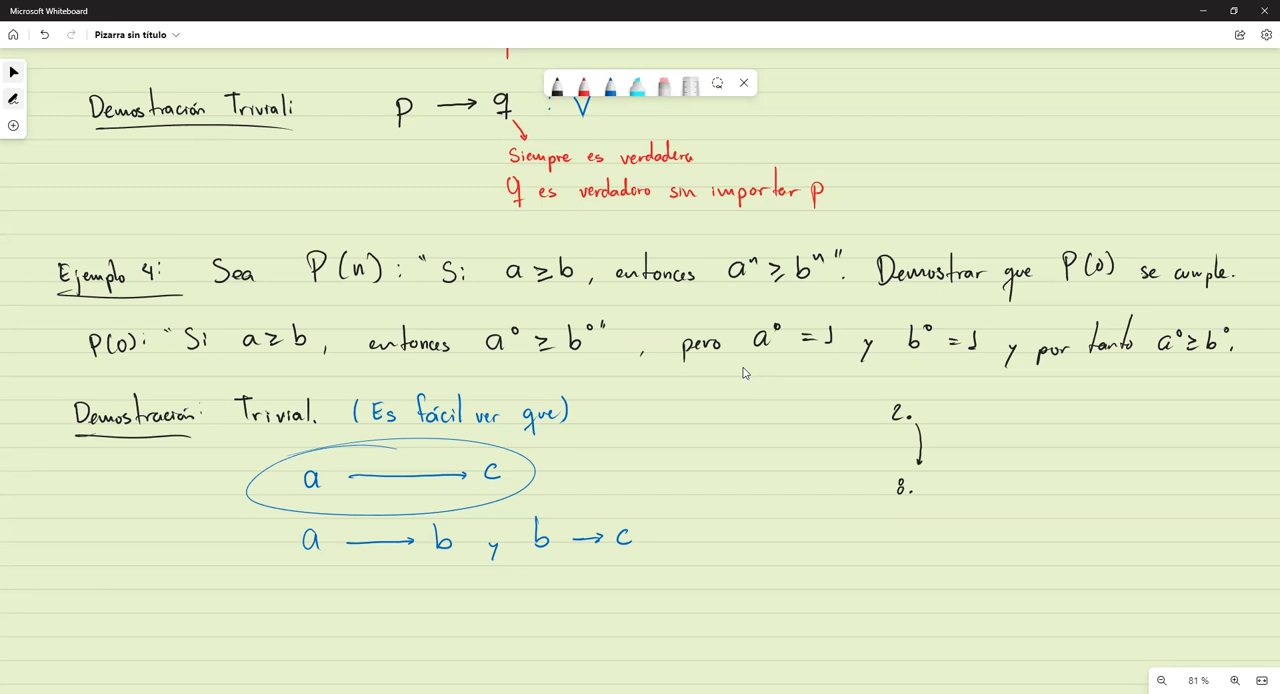 Microsoft Whiteboard
Pizarra sin título
Demostración Trivial: p → q : V
Siempre es verdadera
q es verdadero sin importar p
Ejemplo 4: Sea P(n): "Si a ≥ b, entonces aⁿ ≥ bⁿ". Demostrar que P(0) se cumple.
P(0): "Si a ≥ b, entonces a⁰ ≥ b⁰", pero a⁰ = 1 y b⁰ = 1 y por tanto a⁰ ≥ b⁰.
Demostración: Trivial. (Es fácil ver que)
2.
a → c
8.
a → b y b → c
81 %